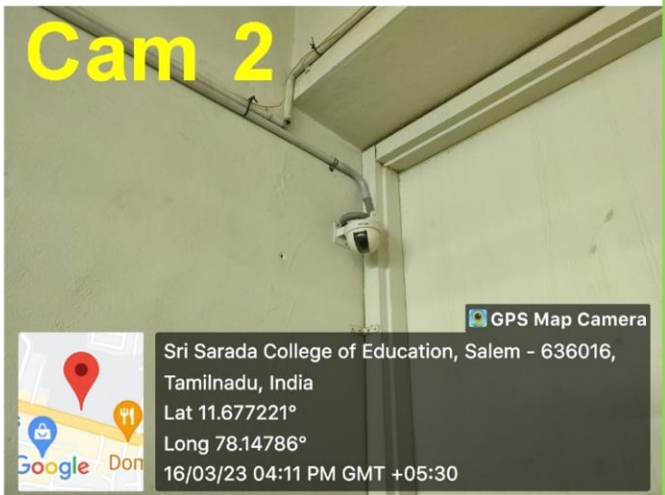 Cam 2
GPS Map Camera
Sri Sarada College of Education, Salem - 636016,
Tamilnadu, India
Lat 11.677221°
Long 78.14786°
16/03/23 04:11 PM GMT +05:30
Google
Dom